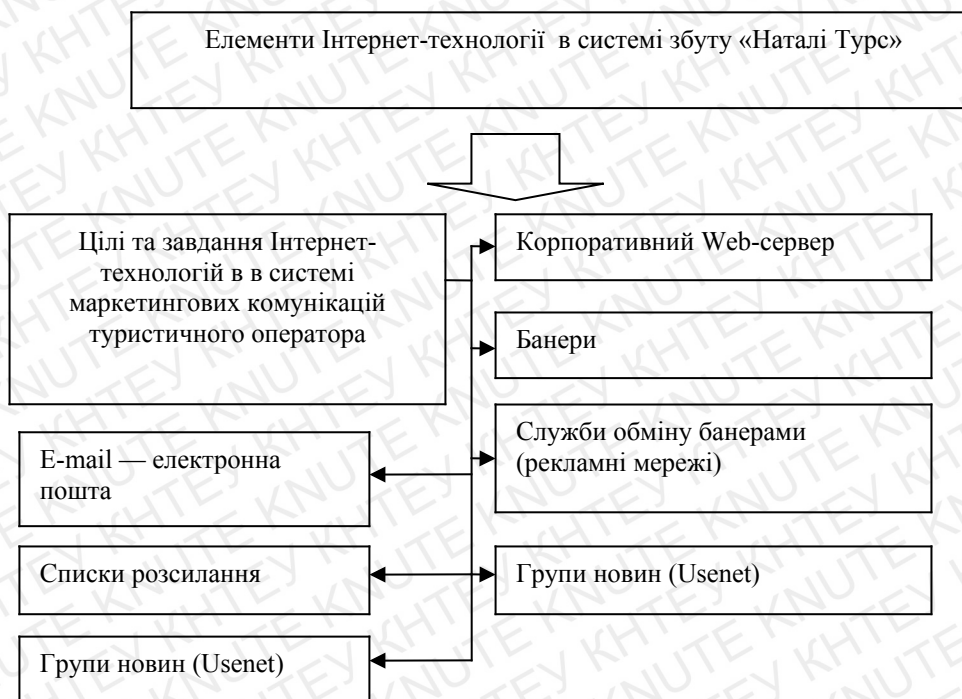 Елементи Інтернет-технології в системі збуту «Наталі Турс»
Цілі та завдання Інтернет-
технологій в в системі
маркетингових комунікацій
туристичного оператора
Корпоративний Web-сервер
Банери
Служби обміну банерами
(рекламні мережі)
E-mail — електронна
пошта
Списки розсилання
Групи новин (Usenet)
Групи новин (Usenet)